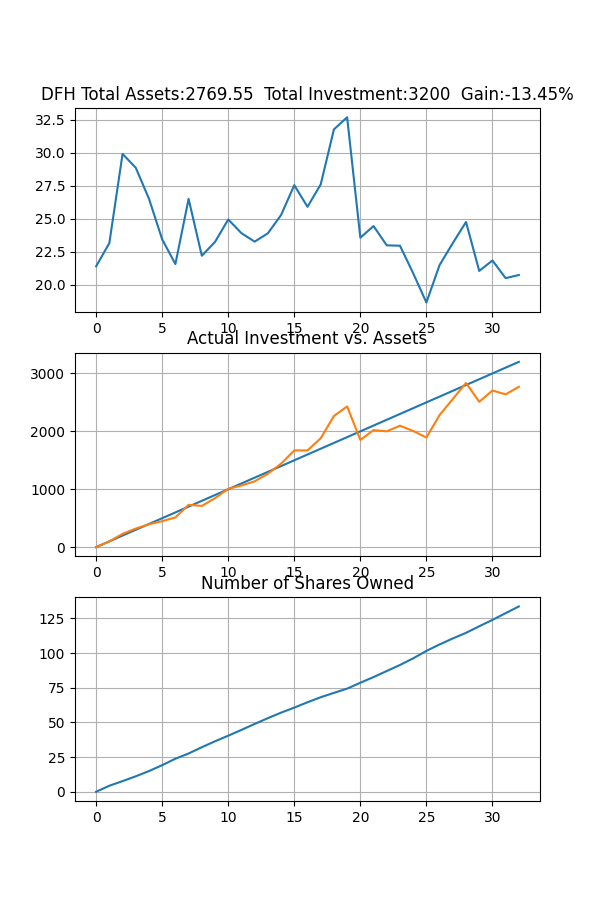 DFH Total Assets:2769.55  Total Investment:3200  Gain:-13.45%
32.5
30.0
27.5
25.0
22.5
20.0
0 5 10 15 20 25 30
Actual Investment vs. Assets
3000
2000
1000
0
0 5 10 15 20 25 30
Number of Shares Owned
125
100
75
50
25
0
0 5 10 15 20 25 30